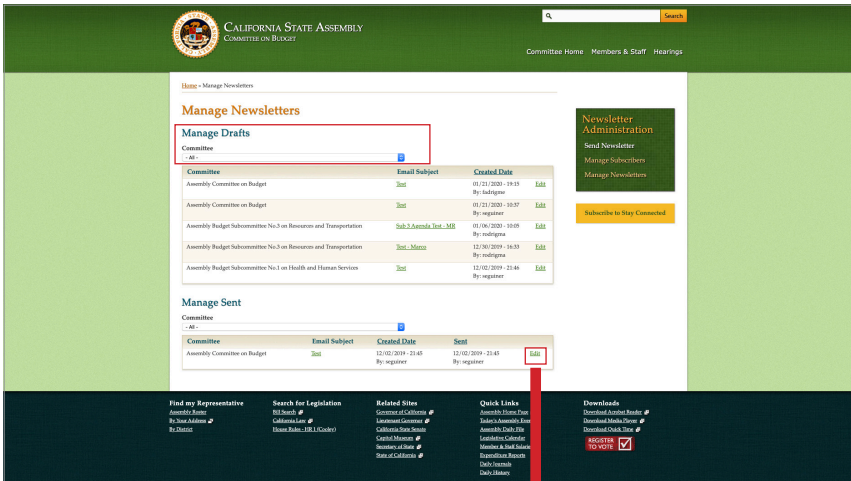 CALIFORNIA STATE ASSEMBLY
COMMITTEE ON BUDGET
Search
Committee Home Members & Staff Hearings
Home » Manage Newsletters
Manage Newsletters
Manage Drafts
Committee
- All -
Committee Email Subject Created Date
Assembly Committee on Budget Test 01/21/2020 - 19:15 Edit
By: fadrigme
Assembly Committee on Budget Test 01/21/2020 - 10:37 Edit
By: seguiner
Assembly Budget Subcommittee No.3 on Resources and Transportation Sub 3 Agenda Test - MR 01/06/2020 - 10:05 Edit
By: rodrigma
Assembly Budget Subcommittee No.3 on Resources and Transportation Test - Marco 12/30/2019 - 16:33 Edit
By: rodrigma
Assembly Budget Subcommittee No.1 on Health and Human Services Test 12/02/2019 - 21:46 Edit
By: seguiner
Manage Sent
Committee
- All -
Committee Email Subject Created Date Sent
Assembly Committee on Budget Test 12/02/2019 - 21:45 12/02/2019 - 21:45 Edit
By: seguiner By: seguiner
Newsletter
Administration
Send Newsletter
Manage Subscribers
Manage Newsletters
Subscribe to Stay Connected
Find my Representative
Assembly Roster
By Your Address
By District
Search for Legislation
Bill Search
California Law
House Rules - HR 1 (Cooley)
Related Sites
Governor of California
Lieutenant Governor
California State Senate
Capitol Museum
Secretary of State
State of California
Quick Links
Assembly Home Page
Today's Assembly
Assembly Daily File
Legislative Calendar
Member & Staff
Expenditure Reports
Daily Journals
Daily History
Downloads
Download Acrobat Reader
Download Media Player
Download Quick Time
REGISTER
TO VOTE